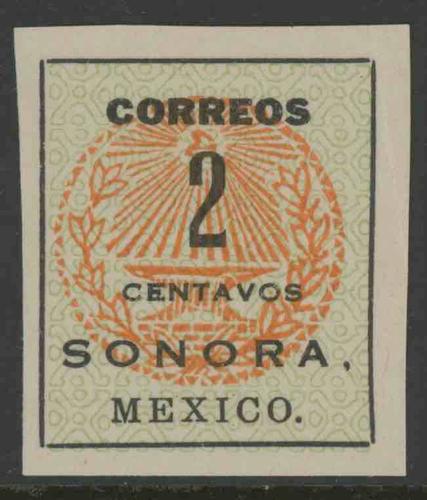 CORREOS
2
CENTAVOS
SONORA,
MEXICO.